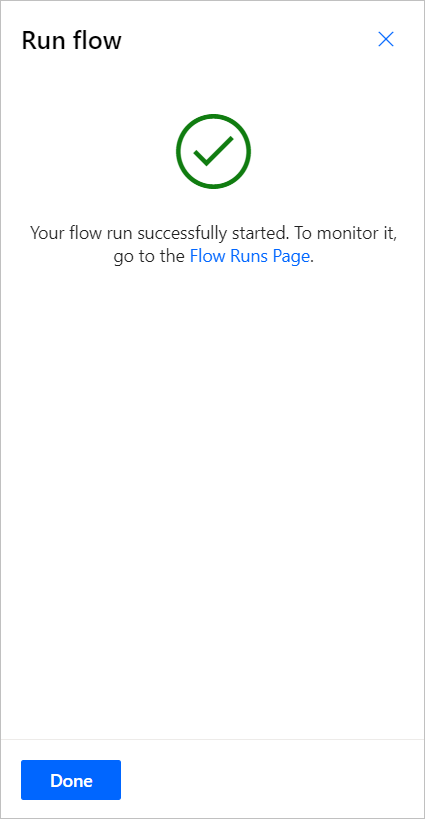 Run flow
Your flow run successfully started. To monitor it,
go to the Flow Runs Page.
Done